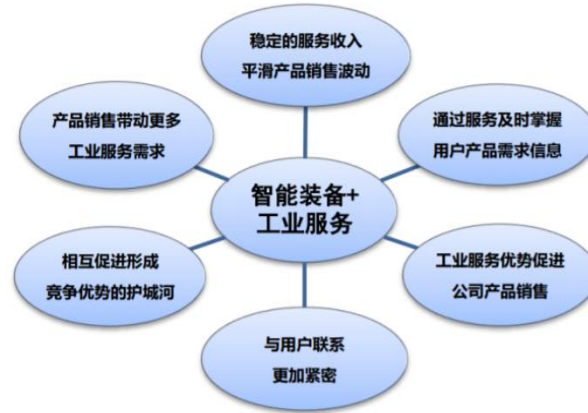 稳定的服务收入
平滑产品销售波动
产品销售带动更多
工业服务需求
通过服务及时掌握
用户产品需求信息
智能装备+
工业服务
相互促进形成
竞争优势的护城河
工业服务优势促进
公司产品销售
与用户联系
更加紧密